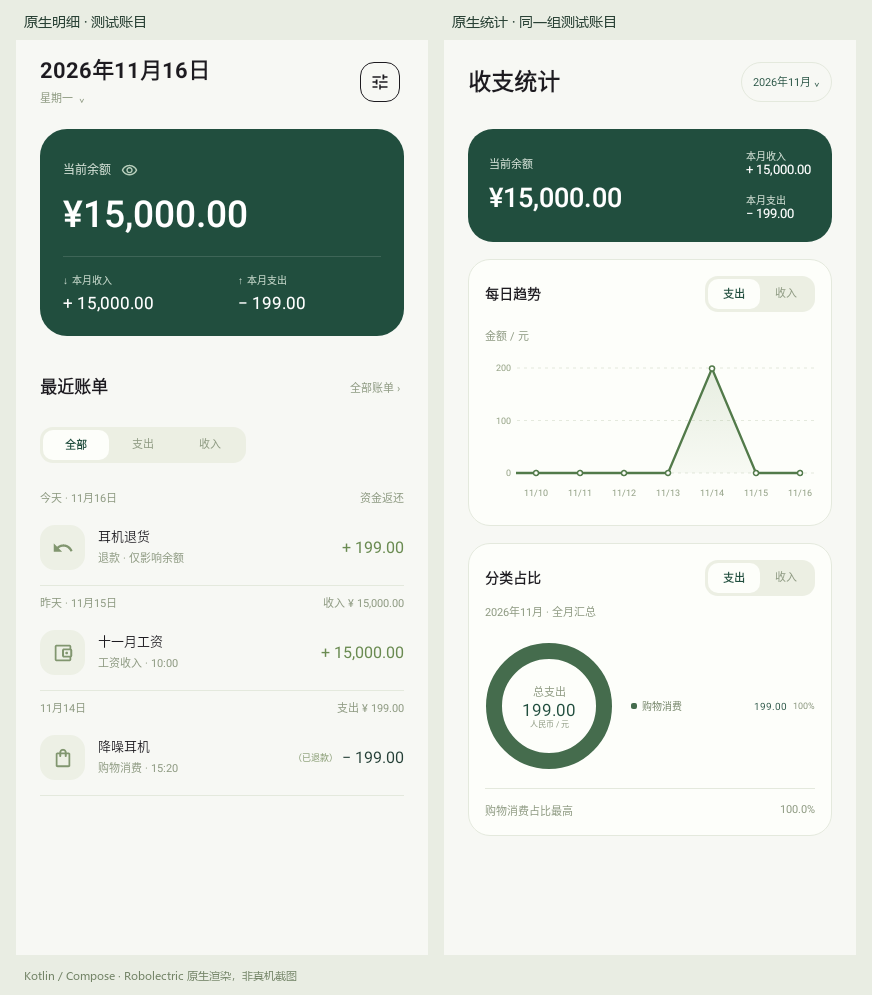 原生明细 · 测试账目
2026年11月16日
星期一
当前余额
¥15,000.00
↓ 本月收入
+ 15,000.00
↑ 本月支出
− 199.00
最近账单
全部账单 ›
全部
支出
收入
今天 · 11月16日
资金返还
耳机退货
退款 · 仅影响余额
+ 199.00
昨天 · 11月15日
收入 ¥ 15,000.00
十一月工资
工资收入 · 10:00
+ 15,000.00
11月14日
支出 ¥ 199.00
降噪耳机
购物消费 · 15:20
(已退款)
− 199.00
原生统计 · 同一组测试账目
收支统计
2026年11月
当前余额
¥15,000.00
本月收入
+ 15,000.00
本月支出
− 199.00
每日趋势
支出
收入
金额 / 元
200
100
0
11/10
11/11
11/12
11/13
11/14
11/15
11/16
分类占比
支出
收入
2026年11月 · 全月汇总
总支出
199.00
人民币 / 元
购物消费
199.00
100%
购物消费占比最高
100.0%
Kotlin / Compose · Robolectric 原生渲染，非真机截图